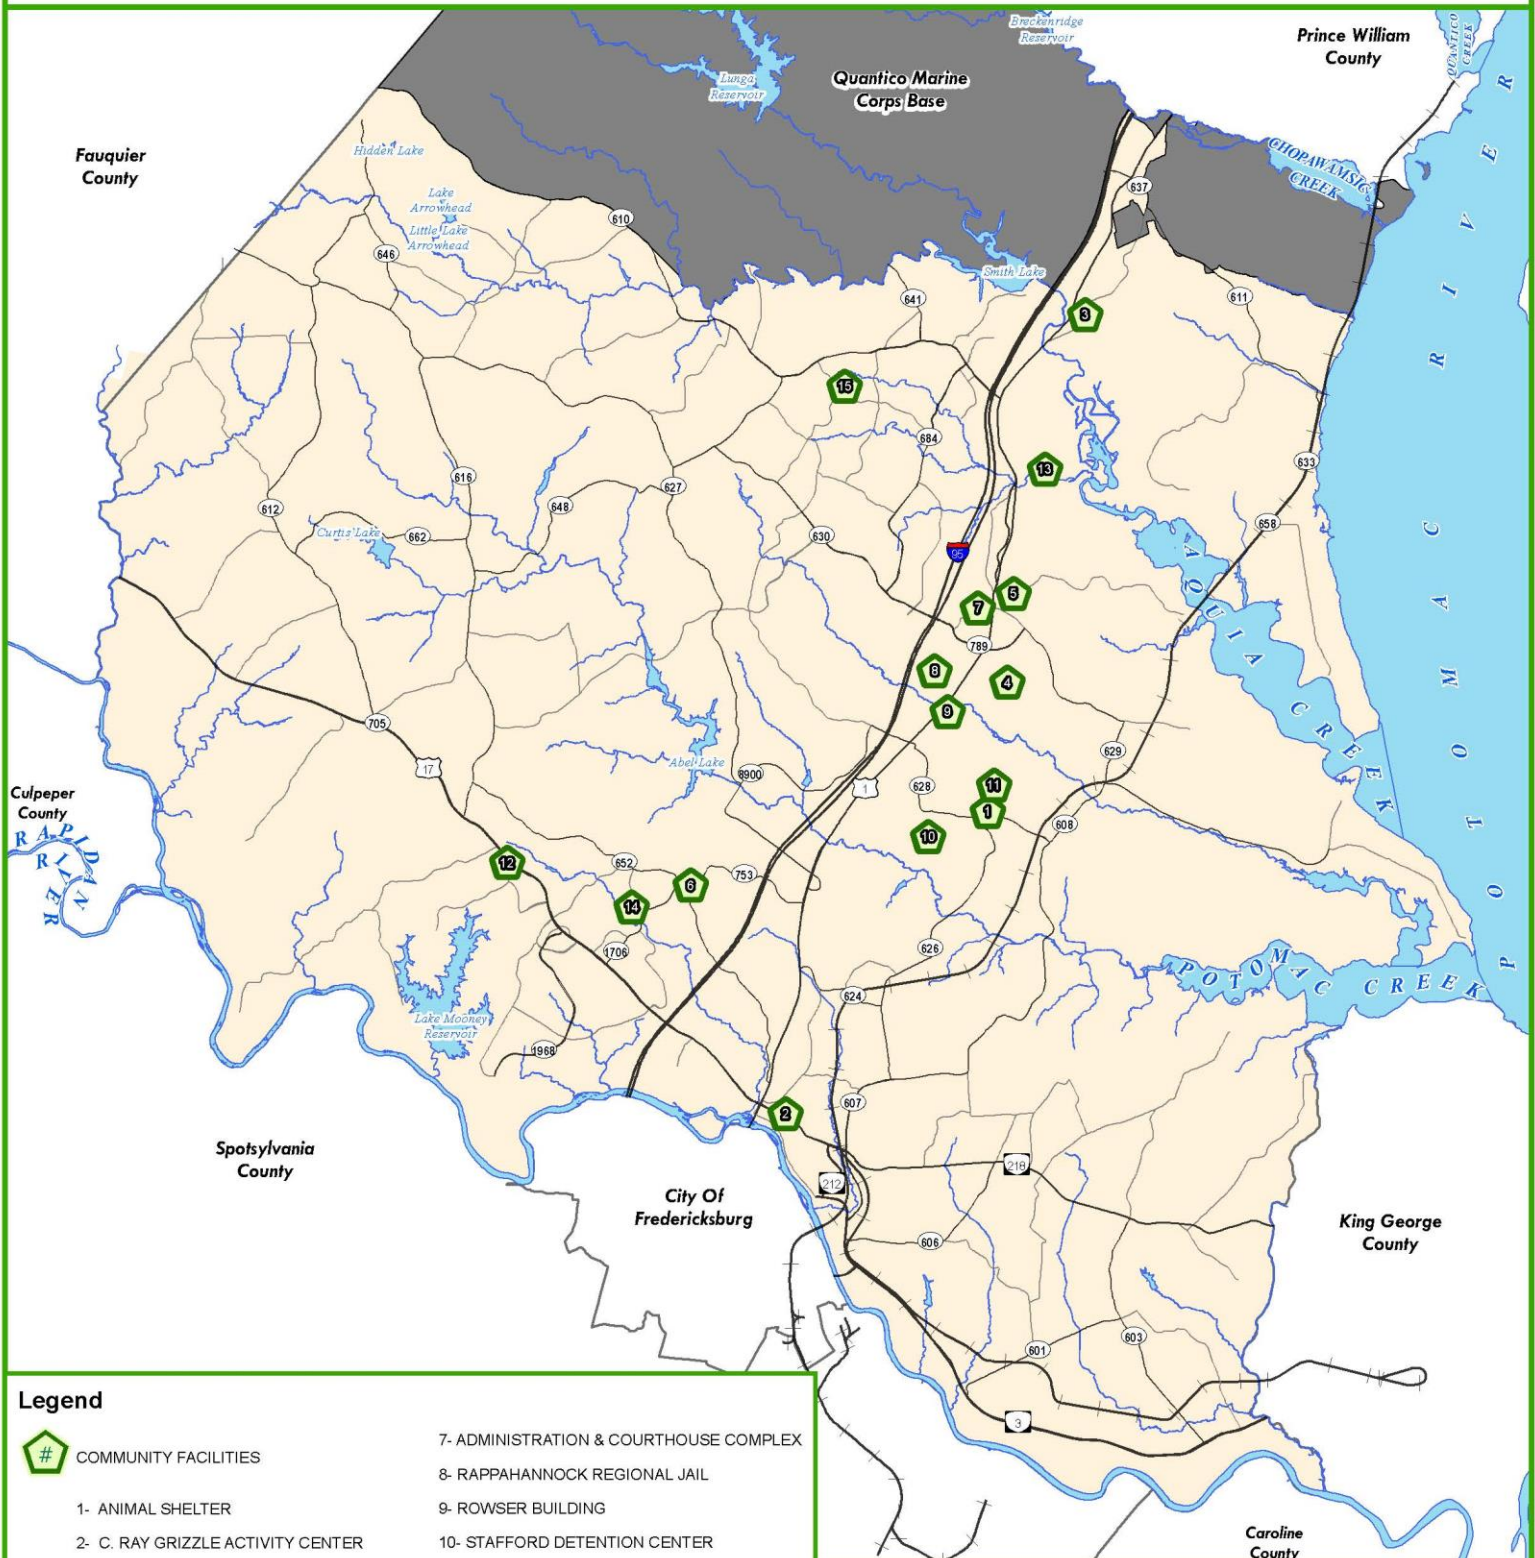 Breckenridge
Reservoir
Prince William
County
QUANTICO
CREEK
Lunga
Reservoir
Quantico Marine
Corps Base
Fauquier
County
Hidden Lake
CHOPAWAMSIC
CREEK
637
Lake
Arrowhead
Little Lake
Arrowhead
610
646
Smith Lake
641
611
3
15
684
13
633
616
627
612
648
658
Curtis Lake
662
630
95
5
7
AQUIA CREEK
789
8
4
9
705
629
17
Abel Lake
8900
628
11
1
1
Culpeper
County
608
10
RAPIDAN
RIVER
652
12
753
6
14
1706
626
POTOMAC CREEK
POTOMAC RIVER
624
Lake Mooney
Reservoir
1968
607
2
Spotsylvania
County
218
212
City Of
Fredericksburg
606
King George
County
603
601
3
Legend
# COMMUNITY FACILITIES
1- ANIMAL SHELTER
2- C. RAY GRIZZLE ACTIVITY CENTER
7- ADMINISTRATION & COURTHOUSE COMPLEX
8- RAPPAHANNOCK REGIONAL JAIL
9- ROWSER BUILDING
10- STAFFORD DETENTION CENTER
Caroline
County